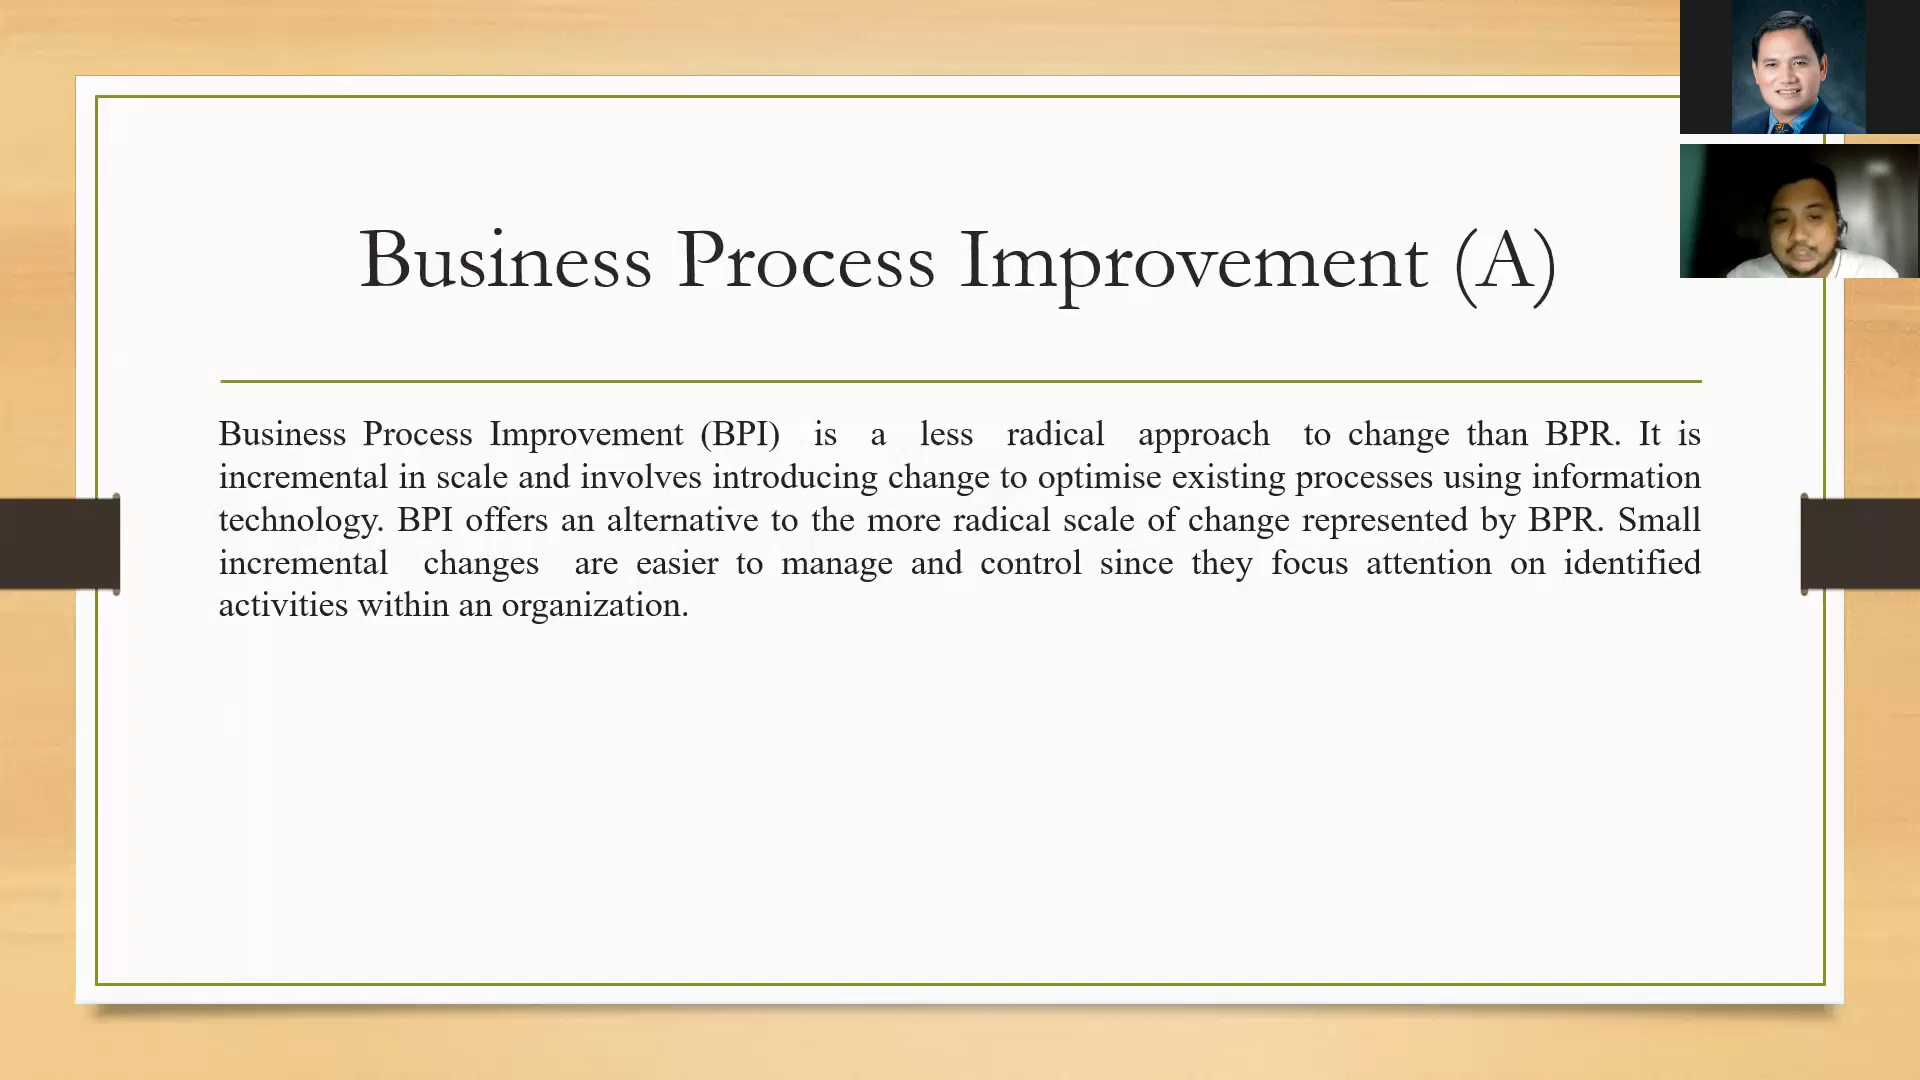 Business Process Improvement (A)
Business Process Improvement (BPI) is a less radical approach to change than BPR. It is
incremental in scale and involves introducing change to optimise existing processes using information
technology. BPI offers an alternative to the more radical scale of change represented by BPR. Small
incremental changes are easier to manage and control since they focus attention on identified
activities within an organization.